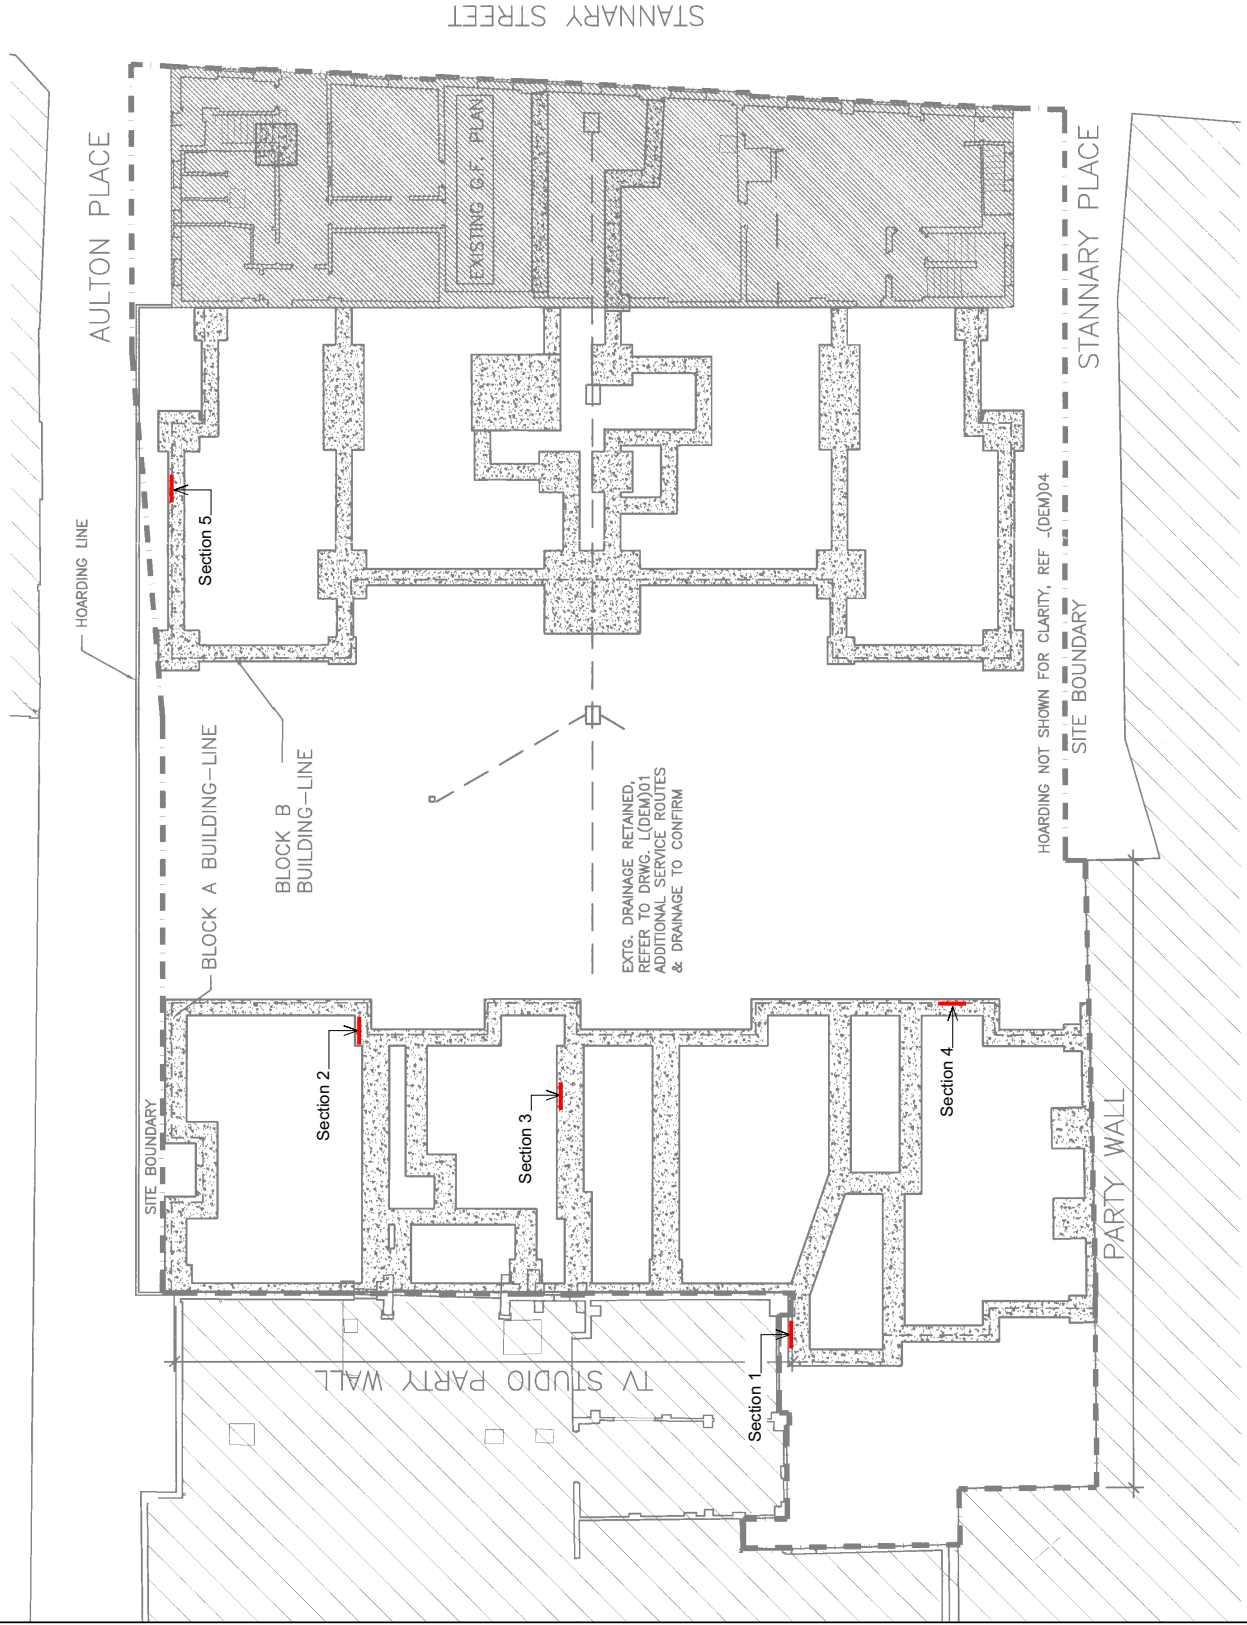 STANNARY STREET
AULTON PLACE
EXISTING G.F. PLAN
STANNARY PLACE
HOARDING LINE
Section 5
HOARDING NOT SHOWN FOR CLARITY, REF -(DEM)04
SITE BOUNDARY
BLOCK A BUILDING-LINE
BLOCK B
BUILDING-LINE
EXTG. DRAINAGE RETAINED,
REFER TO DRWG. L(DEM)01
ADDITIONAL SERVICE ROUTES
& DRAINAGE TO CONFIRM
SITE BOUNDARY
Section 2
Section 3
Section 4
PARTY WALL
TV STUDIO PARTY WALL
Section 1